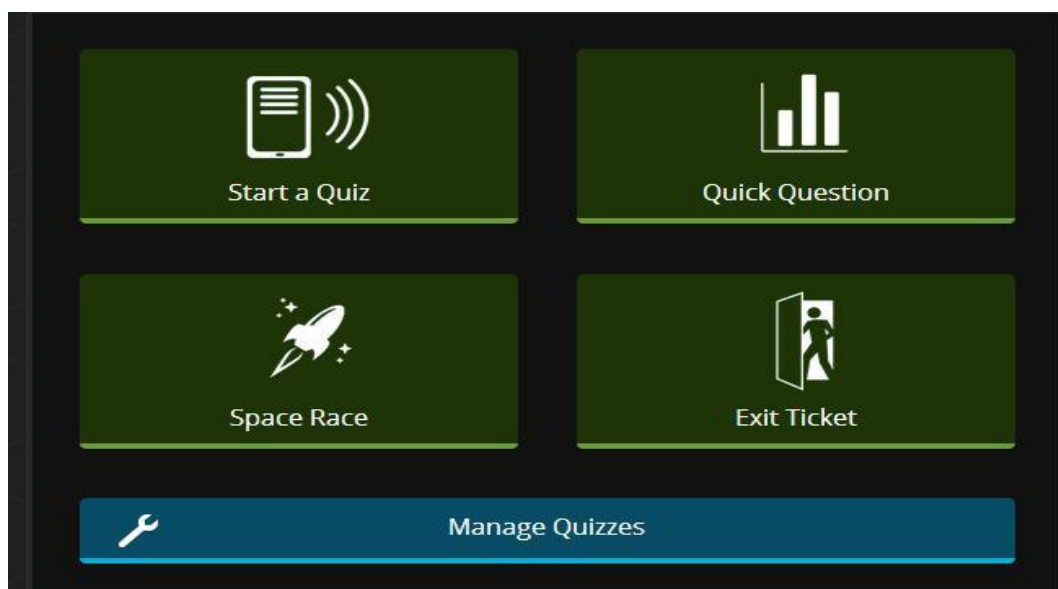 Start a Quiz
Quick Question
Space Race
Exit Ticket
Manage Quizzes